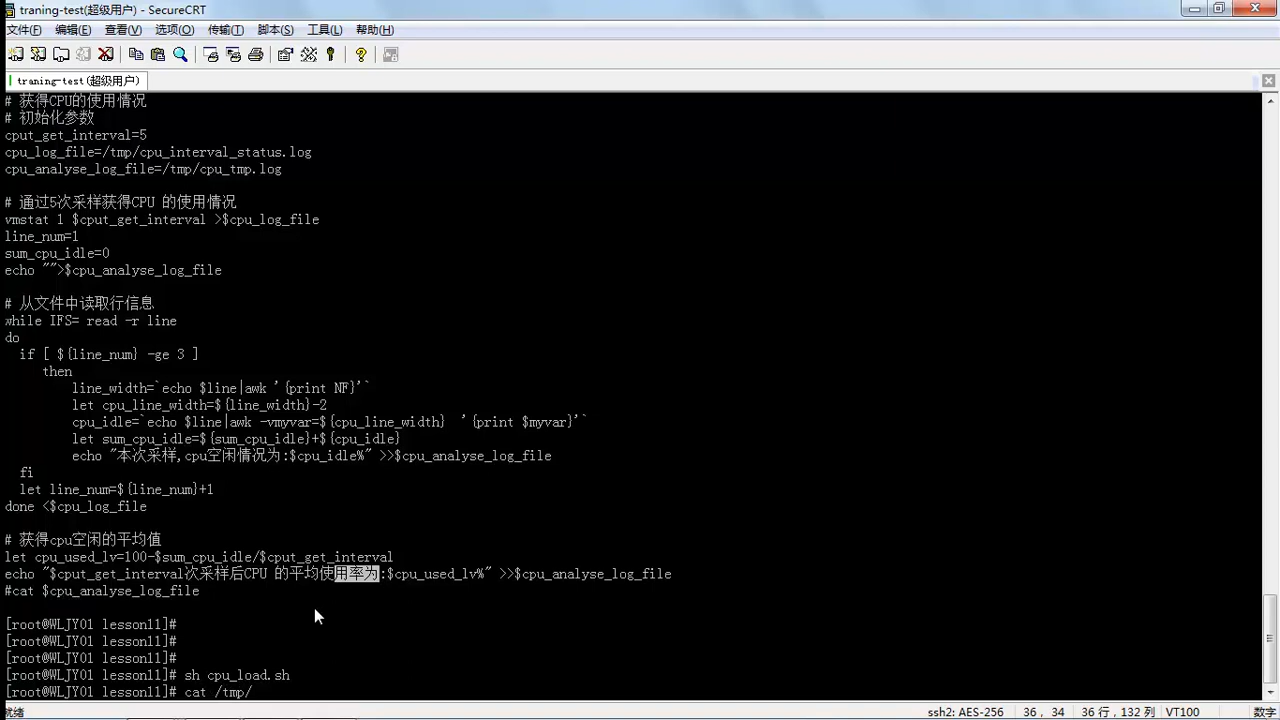 traning-test(超级用户) - SecureCRT
文件(F) 编辑(E) 查看(V) 选项(O) 传输(T) 脚本(S) 工具(L) 帮助(H)
traning-test(超级用户)
# 获得CPU的使用情况
# 初始化参数
cput_get_interval=5
cpu_log_file=/tmp/cpu_interval_status.log
cpu_analyse_log_file=/tmp/cpu_tmp.log
# 通过5次采样获得CPU 的使用情况
vmstat 1 $cput_get_interval >$cpu_log_file
line_num=1
sum_cpu_idle=0
echo "">$cpu_analyse_log_file
# 从文件中读取行信息
while IFS= read -r line
do
  if [ ${line_num} -ge 3 ]
     then
         line_width=`echo $line|awk '{print NF}'`
         let cpu_line_width=${line_width}-2
         cpu_idle=`echo $line|awk -vmyvar=${cpu_line_width}  '{print $myvar}'`
         let sum_cpu_idle=${sum_cpu_idle}+${cpu_idle}
         echo "本次采样,cpu空闲情况为:$cpu_idle%" >>$cpu_analyse_log_file
  fi
  let line_num=${line_num}+1
done <$cpu_log_file
# 获得cpu空闲的平均值
let cpu_used_lv=100-$sum_cpu_idle/$cput_get_interval
echo "$cput_get_interval次采样后CPU 的平均使用率为:$cpu_used_lv%" >>$cpu_analyse_log_file
#cat $cpu_analyse_log_file
[root@WLJY01 lesson11]#
[root@WLJY01 lesson11]#
[root@WLJY01 lesson11]#
[root@WLJY01 lesson11]# sh cpu_load.sh
[root@WLJY01 lesson11]# cat /tmp/
就绪 ssh2: AES-256 36, 34 36 行, 132 列 VT100 数字